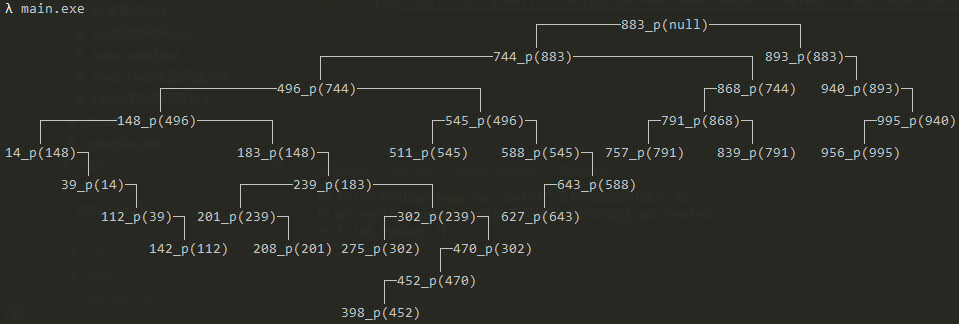 λ main.exe
883_p(null)
744_p(883) 893_p(883)
496_p(744) 868_p(744) 940_p(893)
148_p(496) 545_p(496) 791_p(868) 995_p(940)
14_p(148) 183_p(148) 511_p(545) 588_p(545) 757_p(791) 839_p(791) 956_p(995)
39_p(14) 239_p(183) 643_p(588)
112_p(39) 201_p(239) 302_p(239) 627_p(643)
142_p(112) 208_p(201) 275_p(302) 470_p(302)
452_p(470)
398_p(452)